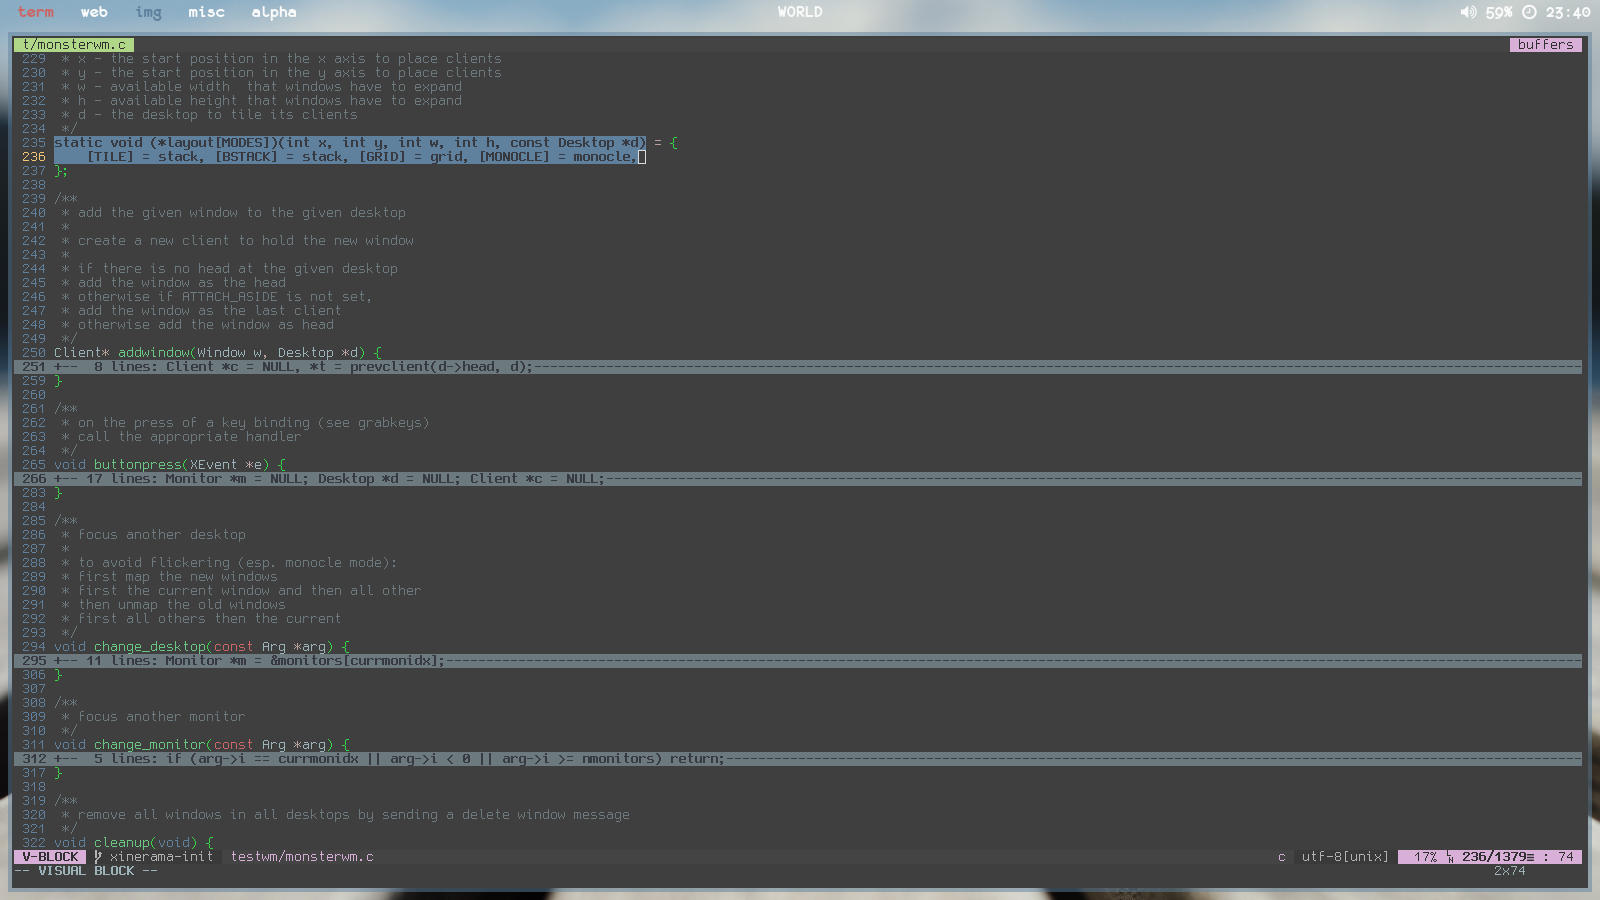 term web img misc alpha WORLD 59% 23:40
t/monsterwm.c buffers
229  * x - the start position in the x axis to place clients
230  * y - the start position in the y axis to place clients
231  * w - available width  that windows have to expand
232  * h - available height that windows have to expand
233  * d - the desktop to tile its clients
234  */
235 static void (*layout[MODES])(int x, int y, int w, int h, const Desktop *d) = {
236     [TILE] = stack, [BSTACK] = stack, [GRID] = grid, [MONOCLE] = monocle,
237 };
238
239 /**
240  * add the given window to the given desktop
241  *
242  * create a new client to hold the new window
243  *
244  * if there is no head at the given desktop
245  * add the window as the head
246  * otherwise if ATTACH_ASIDE is not set,
247  * add the window as the last client
248  * otherwise add the window as head
249  */
250 Client* addwindow(Window w, Desktop *d) {
251 +--  8 lines: Client *c = NULL, *t = prevclient(d->head, d);
259 }
260
261 /**
262  * on the press of a key binding (see grabkeys)
263  * call the appropriate handler
264  */
265 void buttonpress(XEvent *e) {
266 +-- 17 lines: Monitor *m = NULL; Desktop *d = NULL; Client *c = NULL;
283 }
284
285 /**
286  * focus another desktop
287  *
288  * to avoid flickering (esp. monocle mode):
289  * first map the new windows
290  * first the current window and then all other
291  * then unmap the old windows
292  * first all others then the current
293  */
294 void change_desktop(const Arg *arg) {
295 +-- 11 lines: Monitor *m = &monitors[currmonidx];
306 }
307
308 /**
309  * focus another monitor
310  */
311 void change_monitor(const Arg *arg) {
312 +--  5 lines: if (arg->i == currmonidx || arg->i < 0 || arg->i >= nmonitors) return;
317 }
318
319 /**
320  * remove all windows in all desktops by sending a delete window message
321  */
322 void cleanup(void) {
V-BLOCK xinerama-init testwm/monsterwm.c c utf-8[unix] 17% LN 236/1379≡ : 74
-- VISUAL BLOCK -- 2x74